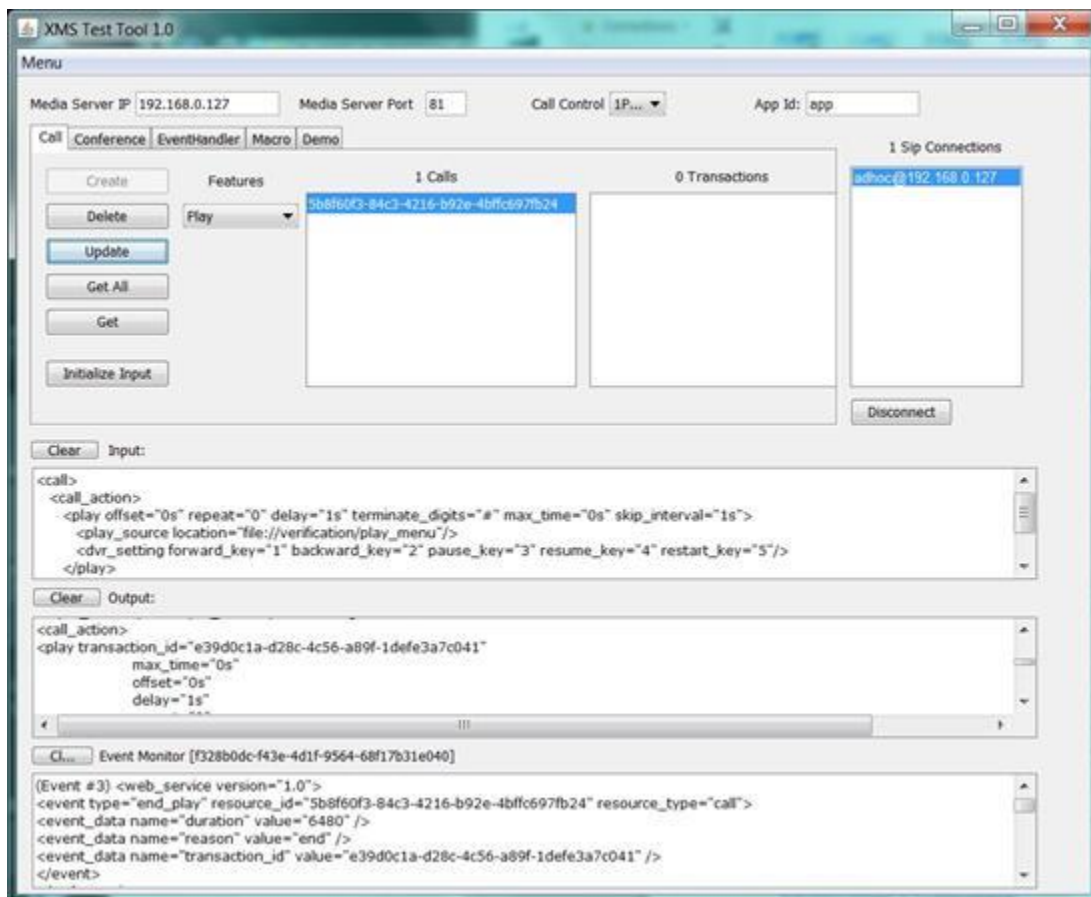 XMS Test Tool 1.0
Menu
Media Server IP 192.168.0.127 Media Server Port 81 Call Control 1P... App Id: app
Call Conference EventHandler Macro Demo
1 Sip Connections
Create Features 1 Calls 0 Transactions
adhoc@192.168.0.127
Delete Play 5b8f60f3-84c3-4216-b92e-4bffc697fb24
Update
Get All
Get
Initialize Input
Disconnect
Clear Input:
<call>
<call_action>
<play offset="0s" repeat="0" delay="1s" terminate_digits="#" max_time="0s" skip_interval="1s">
<play_source location="file://verification/play_menu"/>
<dvr_setting forward_key="1" backward_key="2" pause_key="3" resume_key="4" restart_key="5"/>
</play>
Clear Output:
<call_action>
<play transaction_id="e39d0c1a-d28c-4c56-a89f-1defe3a7c041"
max_time="0s"
offset="0s"
delay="1s"
Cl... Event Monitor [f328b0dc-f43e-4d1f-9564-68f17b31e040]
(Event #3) <web_service version="1.0">
<event type="end_play" resource_id="5b8f60f3-84c3-4216-b92e-4bffc697fb24" resource_type="call">
<event_data name="duration" value="6480" />
<event_data name="reason" value="end" />
<event_data name="transaction_id" value="e39d0c1a-d28c-4c56-a89f-1defe3a7c041" />
</event>